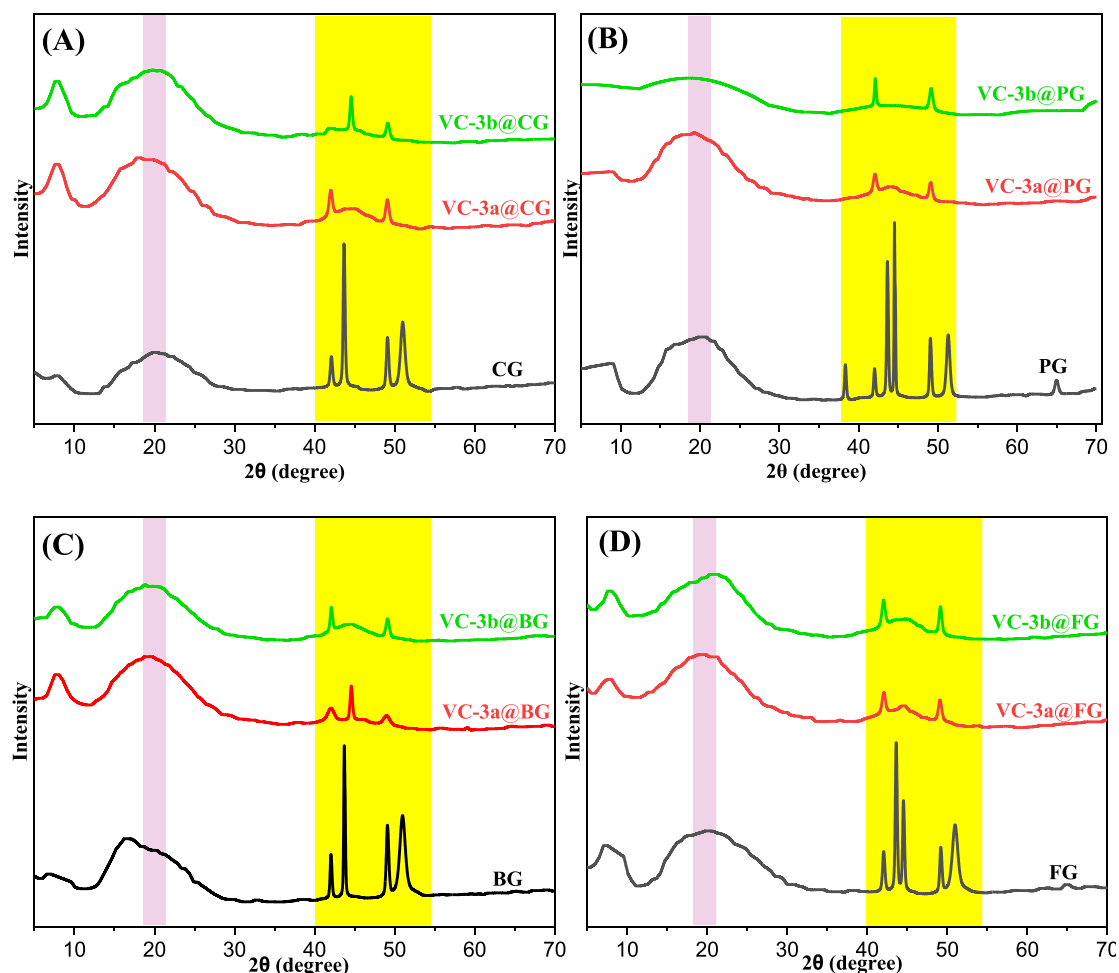 (A)
VC-3b@CG
VC-3a@CG
CG
Intensity
10 20 30 40 50 60 70
2θ (degree)
(B)
VC-3b@PG
VC-3a@PG
PG
Intensity
10 20 30 40 50 60 70
2θ (degree)
(C)
VC-3b@BG
VC-3a@BG
BG
Intensity
10 20 30 40 50 60 70
2θ (degree)
(D)
VC-3b@FG
VC-3a@FG
FG
Intensity
10 20 30 40 50 60 70
2θ (degree)